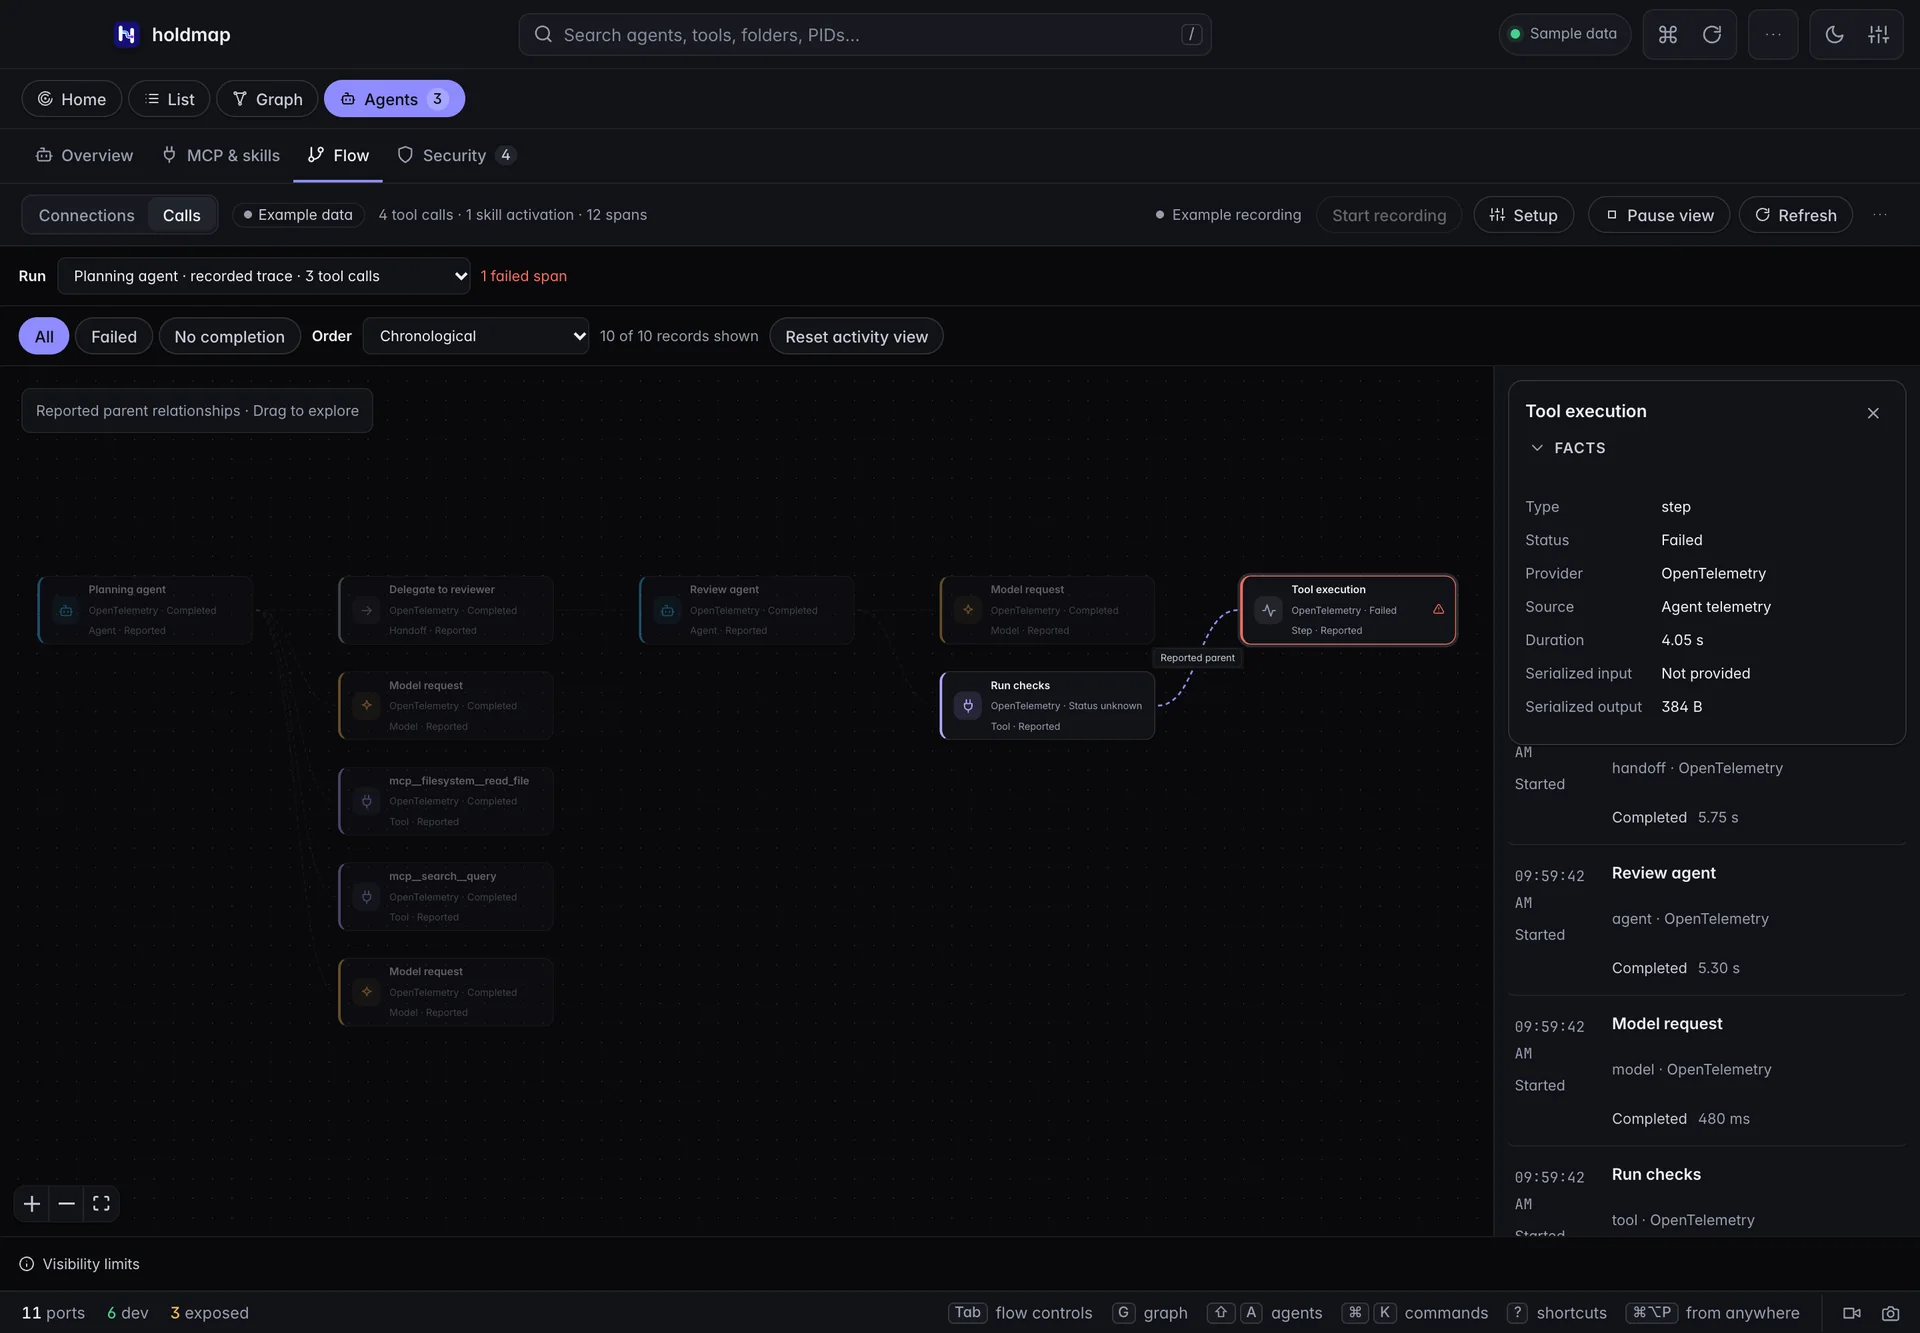 holdmap
Search agents, tools, folders, PIDs...
/
Sample data
Home
List
Graph
Agents 3
Overview
MCP & skills
Flow
Security 4
Connections
Calls
Example data
4 tool calls · 1 skill activation · 12 spans
Example recording
Start recording
Setup
Pause view
Refresh
Run
Planning agent · recorded trace · 3 tool calls
1 failed span
All
Failed
No completion
Order
Chronological
10 of 10 records shown
Reset activity view
Reported parent relationships · Drag to explore
Planning agent
OpenTelemetry · Completed
Agent · Reported
Delegate to reviewer
OpenTelemetry · Completed
Handoff · Reported
Review agent
OpenTelemetry · Completed
Agent · Reported
Model request
OpenTelemetry · Completed
Model · Reported
Tool execution
OpenTelemetry · Failed
Step · Reported
Reported parent
Model request
OpenTelemetry · Completed
Model · Reported
Run checks
OpenTelemetry · Status unknown
Tool · Reported
mcp__filesystem__read_file
OpenTelemetry · Completed
Tool · Reported
mcp__search__query
OpenTelemetry · Completed
Tool · Reported
Model request
OpenTelemetry · Completed
Model · Reported
Tool execution
FACTS
Type step
Status Failed
Provider OpenTelemetry
Source Agent telemetry
Duration 4.05 s
Serialized input Not provided
Serialized output 384 B
AM
handoff · OpenTelemetry
Started
Completed 5.75 s
09:59:42
AM
Started
Review agent
agent · OpenTelemetry
Completed 5.30 s
09:59:42
AM
Started
Model request
model · OpenTelemetry
Completed 480 ms
09:59:42
AM
Started
Run checks
tool · OpenTelemetry
Visibility limits
11 ports
6 dev
3 exposed
Tab flow controls
G graph
⇧ A agents
⌘ K commands
? shortcuts
⌘⌥P from anywhere